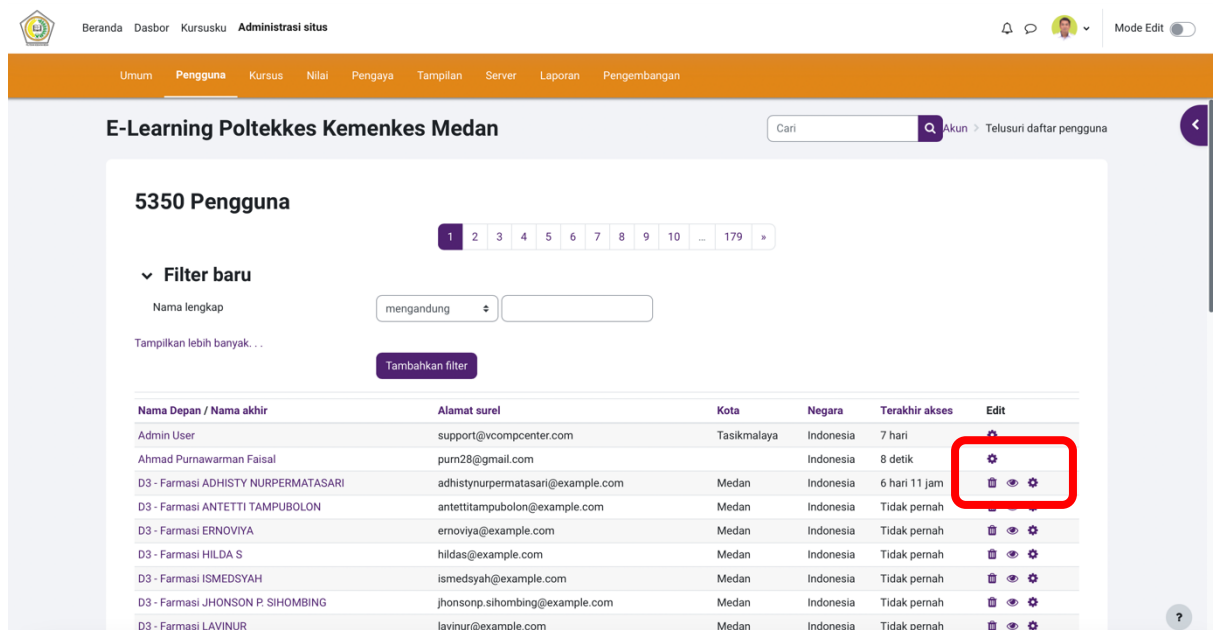 Beranda Dasbor Kursusku Administrasi situs Mode Edit
Umum Pengguna Kursus Nilai Pengaya Tampilan Server Laporan Pengembangan
E-Learning Poltekkes Kemenkes Medan Cari Akun > Telusuri daftar pengguna
5350 Pengguna
1 2 3 4 5 6 7 8 9 10 ... 179 »
Filter baru
Nama lengkap mengandung
Tampilkan lebih banyak. . .
Tambahkan filter
Nama Depan / Nama akhir Alamat surel Kota Negara Terakhir akses Edit
Admin User support@vcompcenter.com Tasikmalaya Indonesia 7 hari
Ahmad Purnawarman Faisal purn28@gmail.com Indonesia 8 detik
D3 - Farmasi ADHISTY NURPERMATASARI adhistynurpermatasari@example.com Medan Indonesia 6 hari 11 jam
D3 - Farmasi ANTETTI TAMPUBOLON antettitampubolon@example.com Medan Indonesia Tidak pernah
D3 - Farmasi ERNOVIYA ernoviya@example.com Medan Indonesia Tidak pernah
D3 - Farmasi HILDA S hildas@example.com Medan Indonesia Tidak pernah
D3 - Farmasi ISMEDSYAH ismedsyah@example.com Medan Indonesia Tidak pernah
D3 - Farmasi JHONSON P. SIHOMBING jhonsonp.sihombing@example.com Medan Indonesia Tidak pernah
D3 - Farmasi LAVINUR lavinur@example.com Medan Indonesia Tidak pernah
?